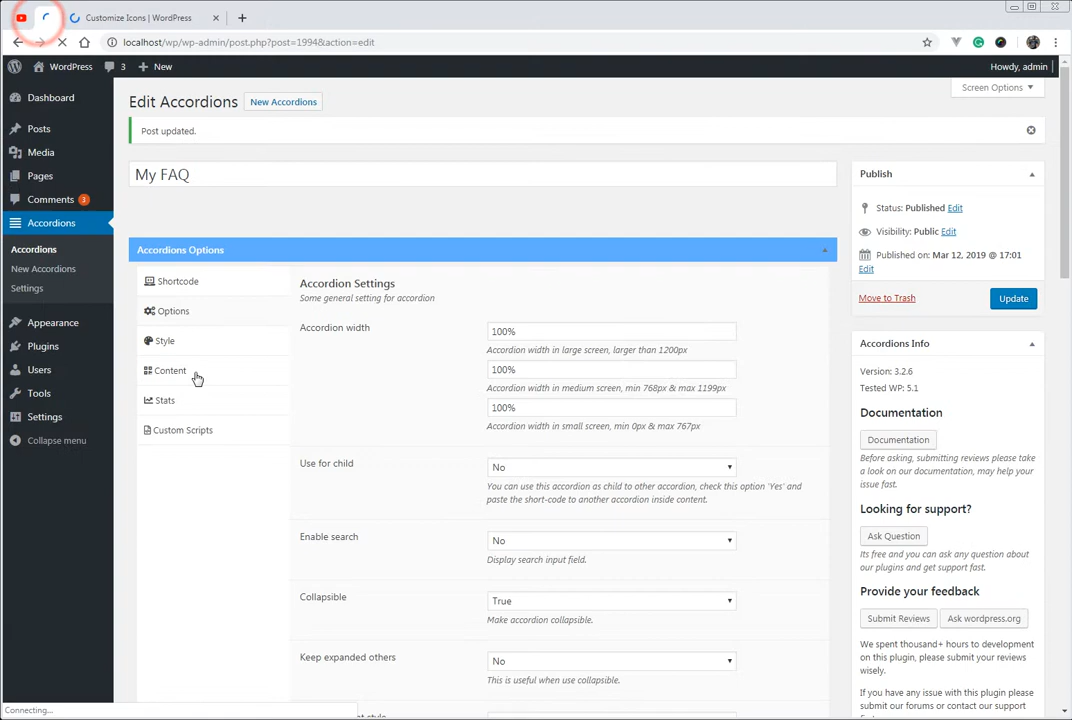 Customize Icons | WordPress
localhost/wp/wp-admin/post.php?post=1994&action=edit
WordPress 3 New Howdy, admin
Screen Options
Dashboard
Posts
Media
Pages
Comments 3
Accordions
Accordions
New Accordions
Settings
Appearance
Plugins
Users
Tools
Settings
Collapse menu
Edit Accordions New Accordions
Post updated.
My FAQ
Accordions Options
Shortcode
Options
Style
Content
Stats
Custom Scripts
Accordion Settings
Some general setting for accordion
Accordion width
100%
Accordion width in large screen, larger than 1200px
100%
Accordion width in medium screen, min 768px & max 1199px
100%
Accordion width in small screen, min 0px & max 767px
Use for child
No
You can use this accordion as child to other accordion, check this option 'Yes' and
paste the short-code to another accordion inside content.
Enable search
No
Display search input field.
Collapsible
True
Make accordion collapsible.
Keep expanded others
No
This is useful when use collapsible.
Publish
Status: Published Edit
Visibility: Public Edit
Published on: Mar 12, 2019 @ 17:01
Edit
Move to Trash Update
Accordions Info
Version: 3.2.6
Tested WP: 5.1
Documentation
Documentation
Before asking, submitting reviews please take
a look on our documentation, may help your
issue fast.
Looking for support?
Ask Question
Its free and you can ask any question about
our plugins and get support fast.
Provide your feedback
Submit Reviews Ask wordpress.org
We spent thousand+ hours to development
on this plugin, please submit your reviews
wisely.
If you have any issue with this plugin please
submit our forums or contact our support
Connecting...